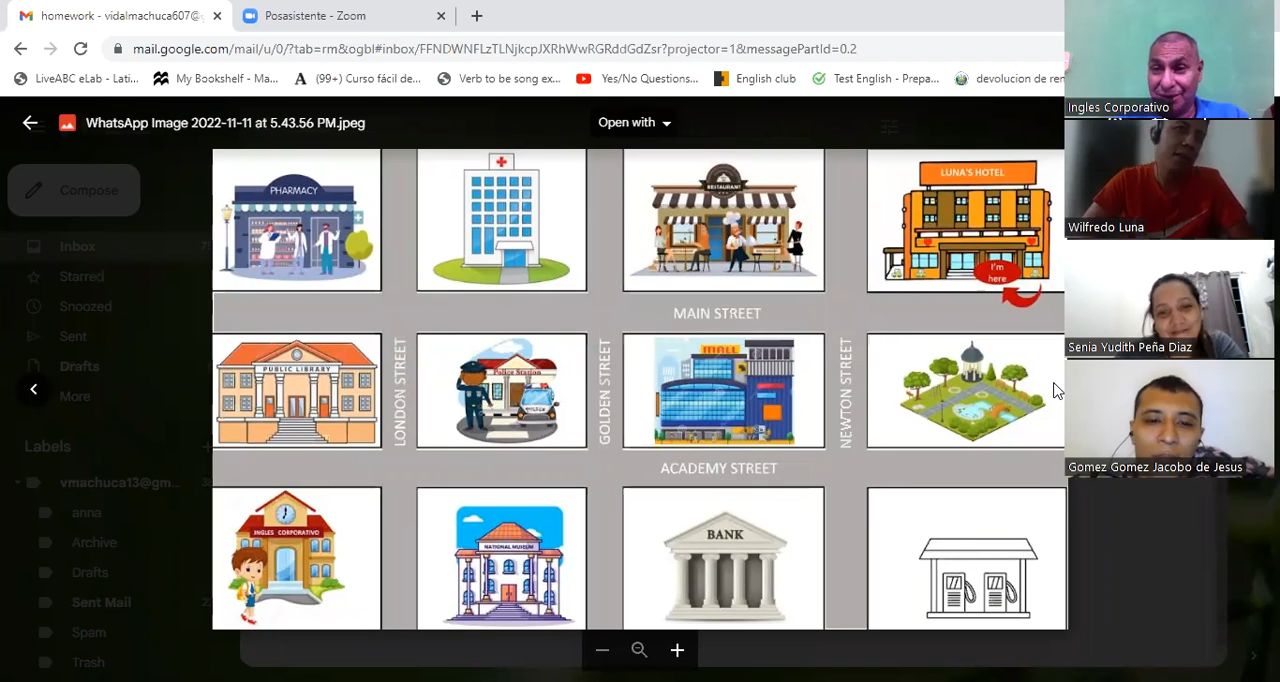 homework - vidalmachuca607@g
Posasistente - Zoom
mail.google.com/mail/u/0/?tab=rm&ogbl#inbox/FFNDWNFLzTLNjkcpJXRhWwRGRddGdZsr?projector=1&messagePartId=0.2
LiveABC eLab - Lati...
My Bookshelf - Ma...
(99+) Curso fácil de...
Verb to be song ex...
Yes/No Questions...
English club
Test English - Prepa...
devolucion de ren
WhatsApp Image 2022-11-11 at 5.43.56 PM.jpeg
Open with
Compose
Inbox
Starred
Snoozed
Sent
Drafts
More
Labels
vmachuca13@gm...
anna
Archive
Drafts
Sent Mail
Spam
Trash
PHARMACY
RESTAURANT
LUNA'S HOTEL
I'm
here
MAIN STREET
PUBLIC LIBRARY
LONDON STREET
Police Station
GOLDEN STREET
MALL
NEWTON STREET
ACADEMY STREET
INGLES CORPORATIVO
NATIONAL MUSEUM
BANK
Ingles Corporativo
Wilfredo Luna
Senia Yudith Peña Diaz
Gomez Gomez Jacobo de Jesus